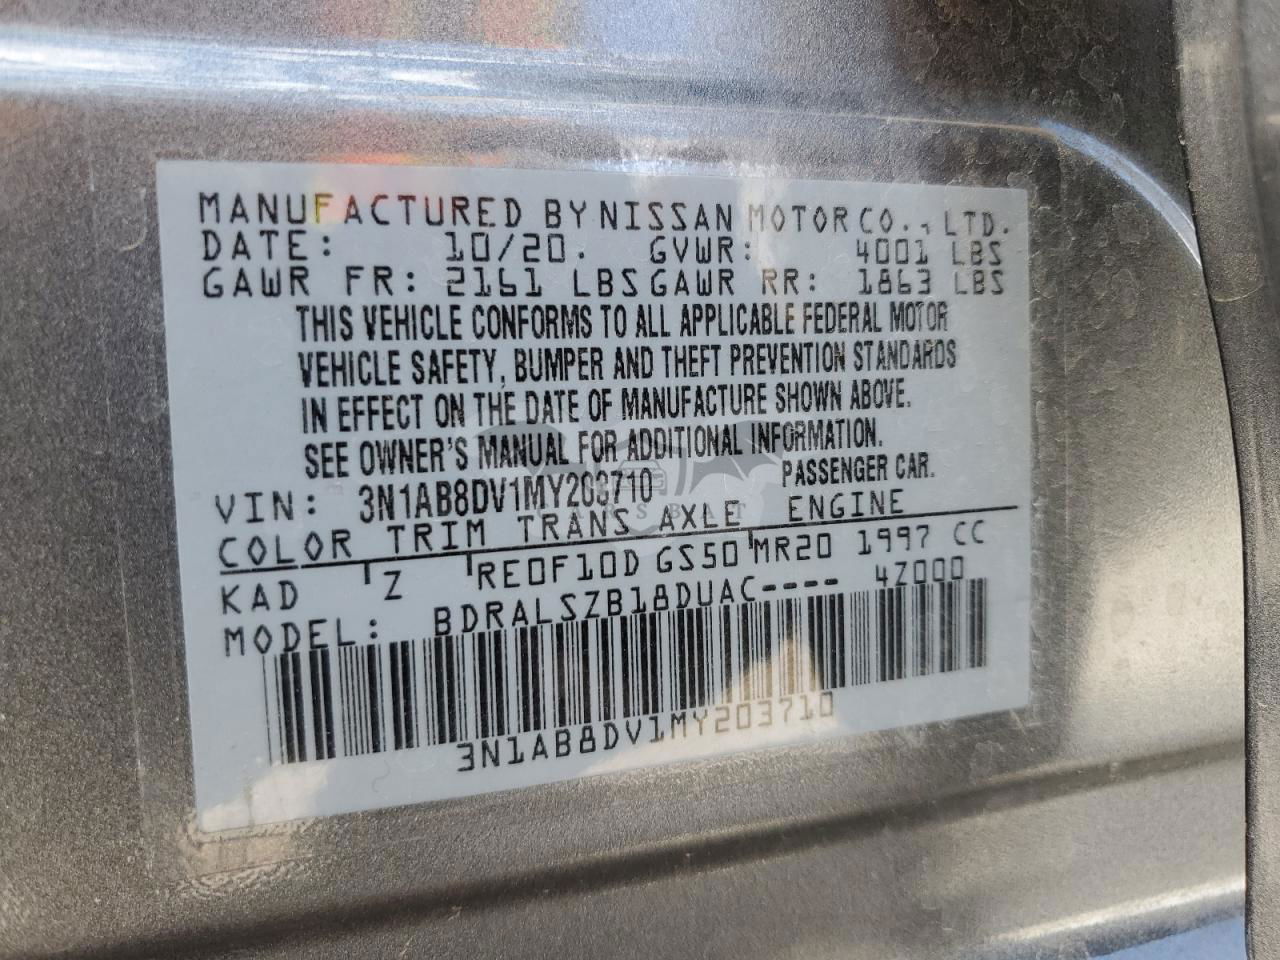 MANUFACTURED BY NISSAN MOTOR CO., LTD.
DATE: 10/20. GVWR: 4001 LBS
GAWR FR: 2161 LBS GAWR RR: 1863 LBS
THIS VEHICLE CONFORMS TO ALL APPLICABLE FEDERAL MOTOR
VEHICLE SAFETY, BUMPER AND THEFT PREVENTION STANDARDS
IN EFFECT ON THE DATE OF MANUFACTURE SHOWN ABOVE.
SEE OWNER'S MANUAL FOR ADDITIONAL INFORMATION.
VIN: 3N1AB8DV1MY203710 PASSENGER CAR.
CARSBAT
COLOR TRIM TRANS AXLE ENGINE
KAD Z RE0F10D GS50 MR20 1997 CC
MODEL: BDRALSZB18DUAC---- 4Z000
3N1AB8DV1MY203710